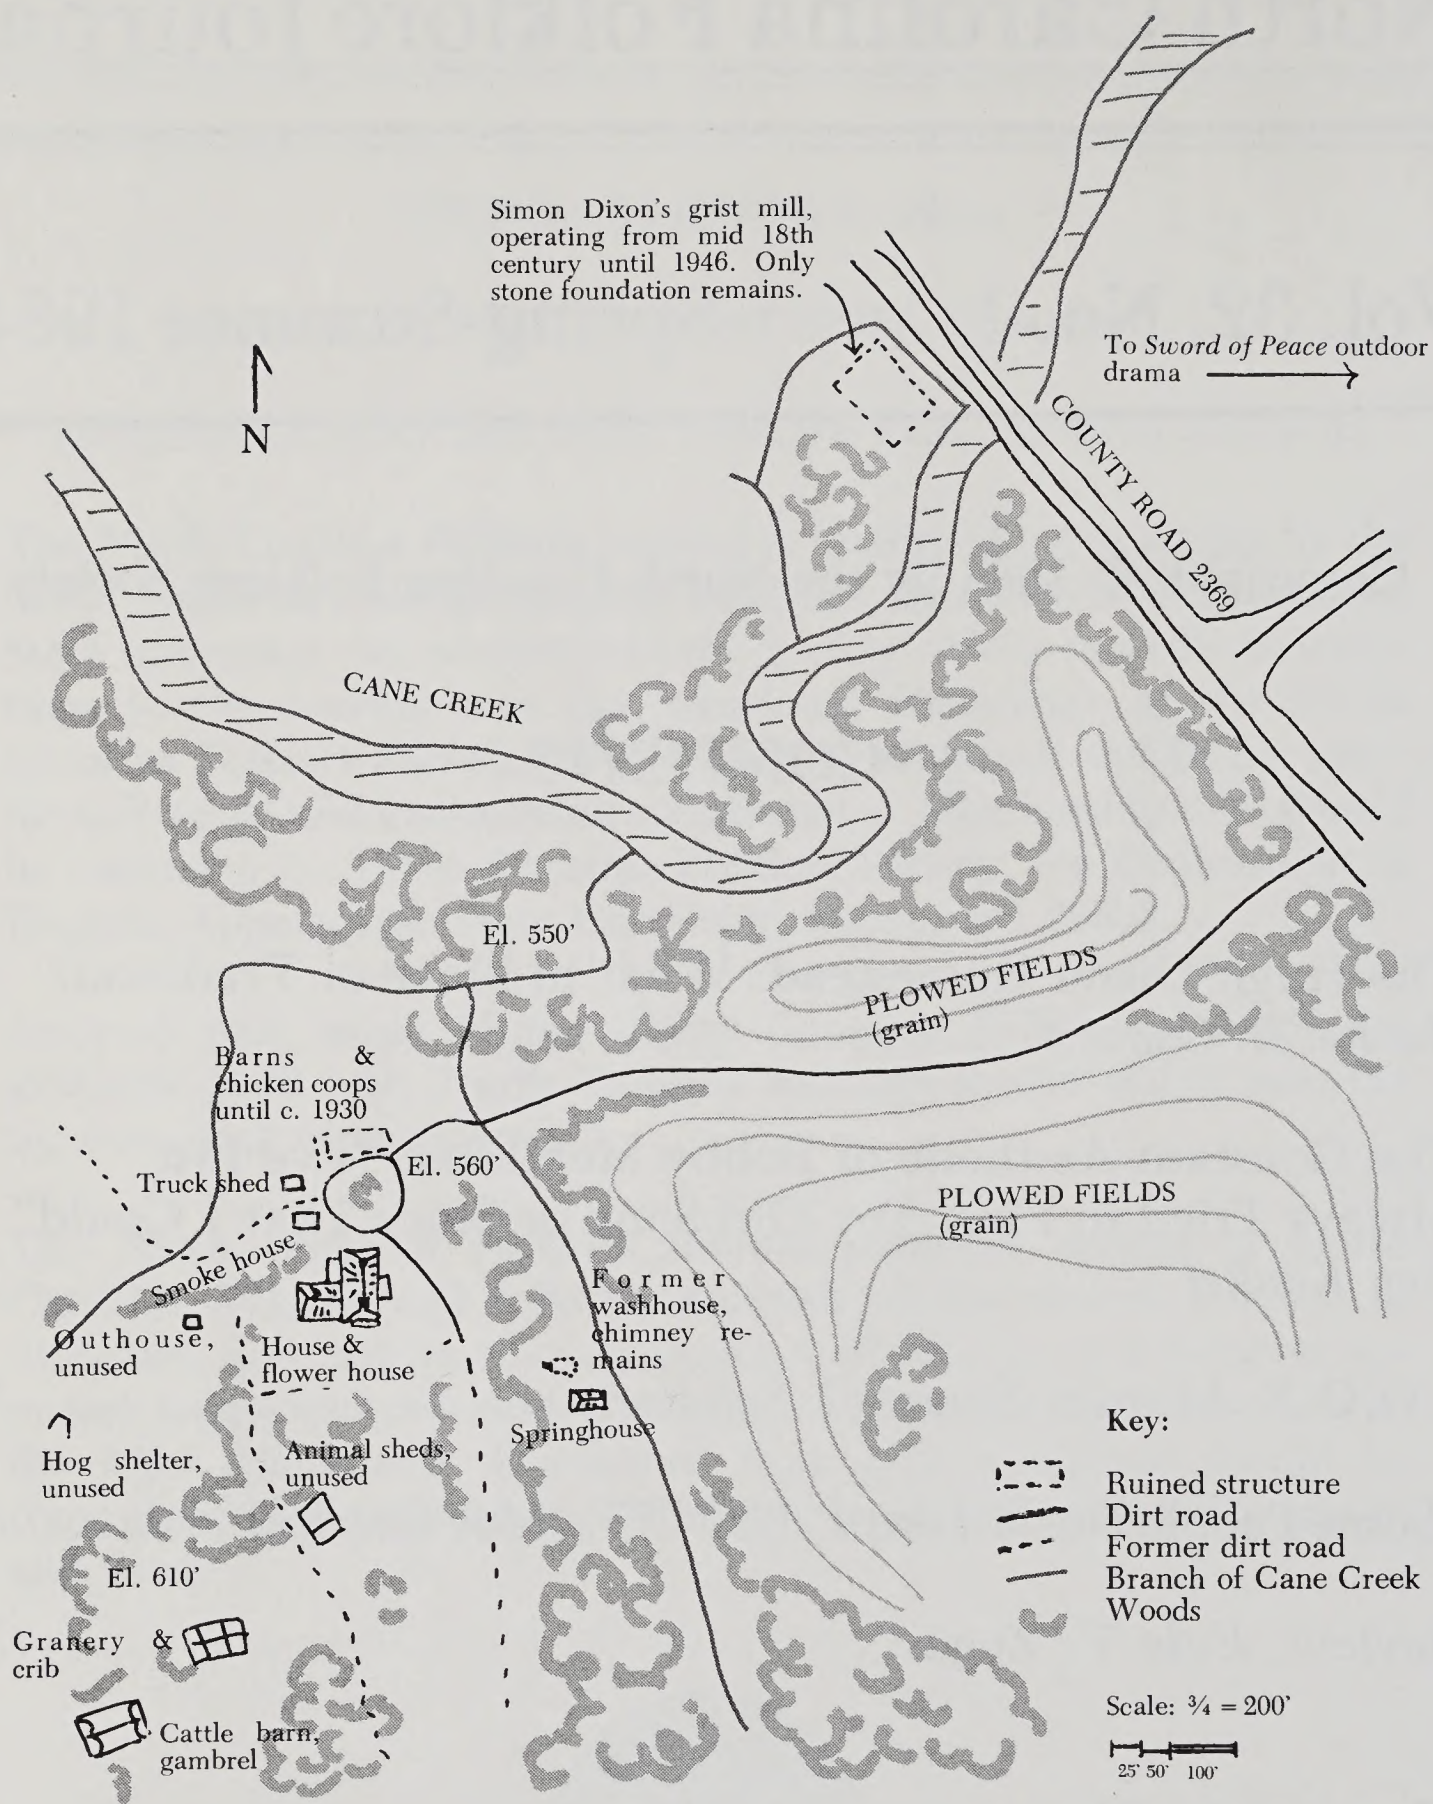 Simon Dixon's grist mill,
operating from mid 18th
century until 1946. Only
stone foundation remains.
To Sword of Peace outdoor
drama
N
COUNTY ROAD 2369
CANE CREEK
El. 550'
PLOWED FIELDS
(grain)
Barns &
chicken coops
until c. 1930
El. 560'
Truck shed
PLOWED FIELDS
(grain)
Smoke house
Former
washhouse,
chimney re-
mains
Outhouse,
unused
House &
flower house
Springhouse
Hog shelter,
unused
Animal sheds,
unused
El. 610'
Granery &
crib
Cattle barn,
gambrel
Key:
Ruined structure
Dirt road
Former dirt road
Branch of Cane Creek
Woods
Scale: ¾ = 200'
25' 50' 100'